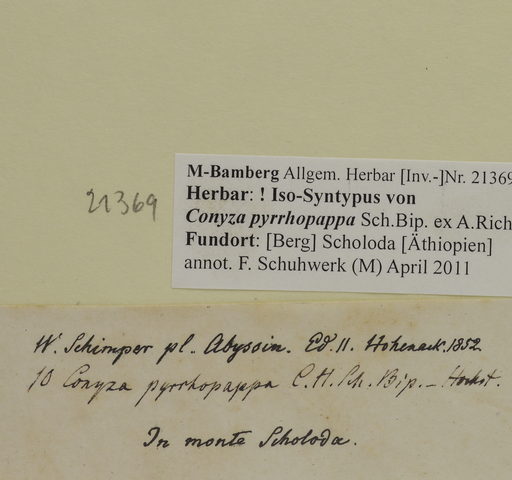 M-Bamberg Allgem. Herbar [Inv.-]Nr. 21369
Herbar: ! Iso-Syntypus von
Conyza pyrrhopappa Sch.Bip. ex A.Rich
Fundort: [Berg] Scholoda [Äthiopien]
annot. F. Schuhwerk (M) April 2011
21369
W. Schimper pl. Abyssin. Ed. II. Hohenack. 1852
10 Conyza pyrrhopappa C.H.Sch.Bip. – Hochst.
In monte Scholoda.